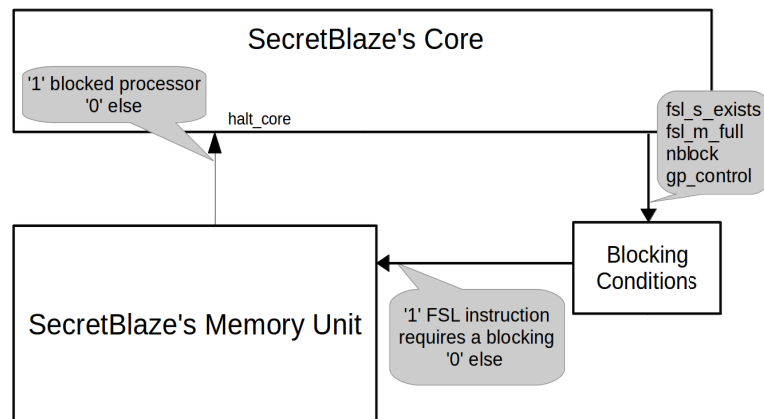 SecretBlaze's Core
'1' blocked processor
'0' else
halt_core
fsl_s_exists
fsl_m_full
nblock
gp_control
Blocking
Conditions
SecretBlaze's Memory Unit
'1' FSL instruction
requires a blocking
'0' else